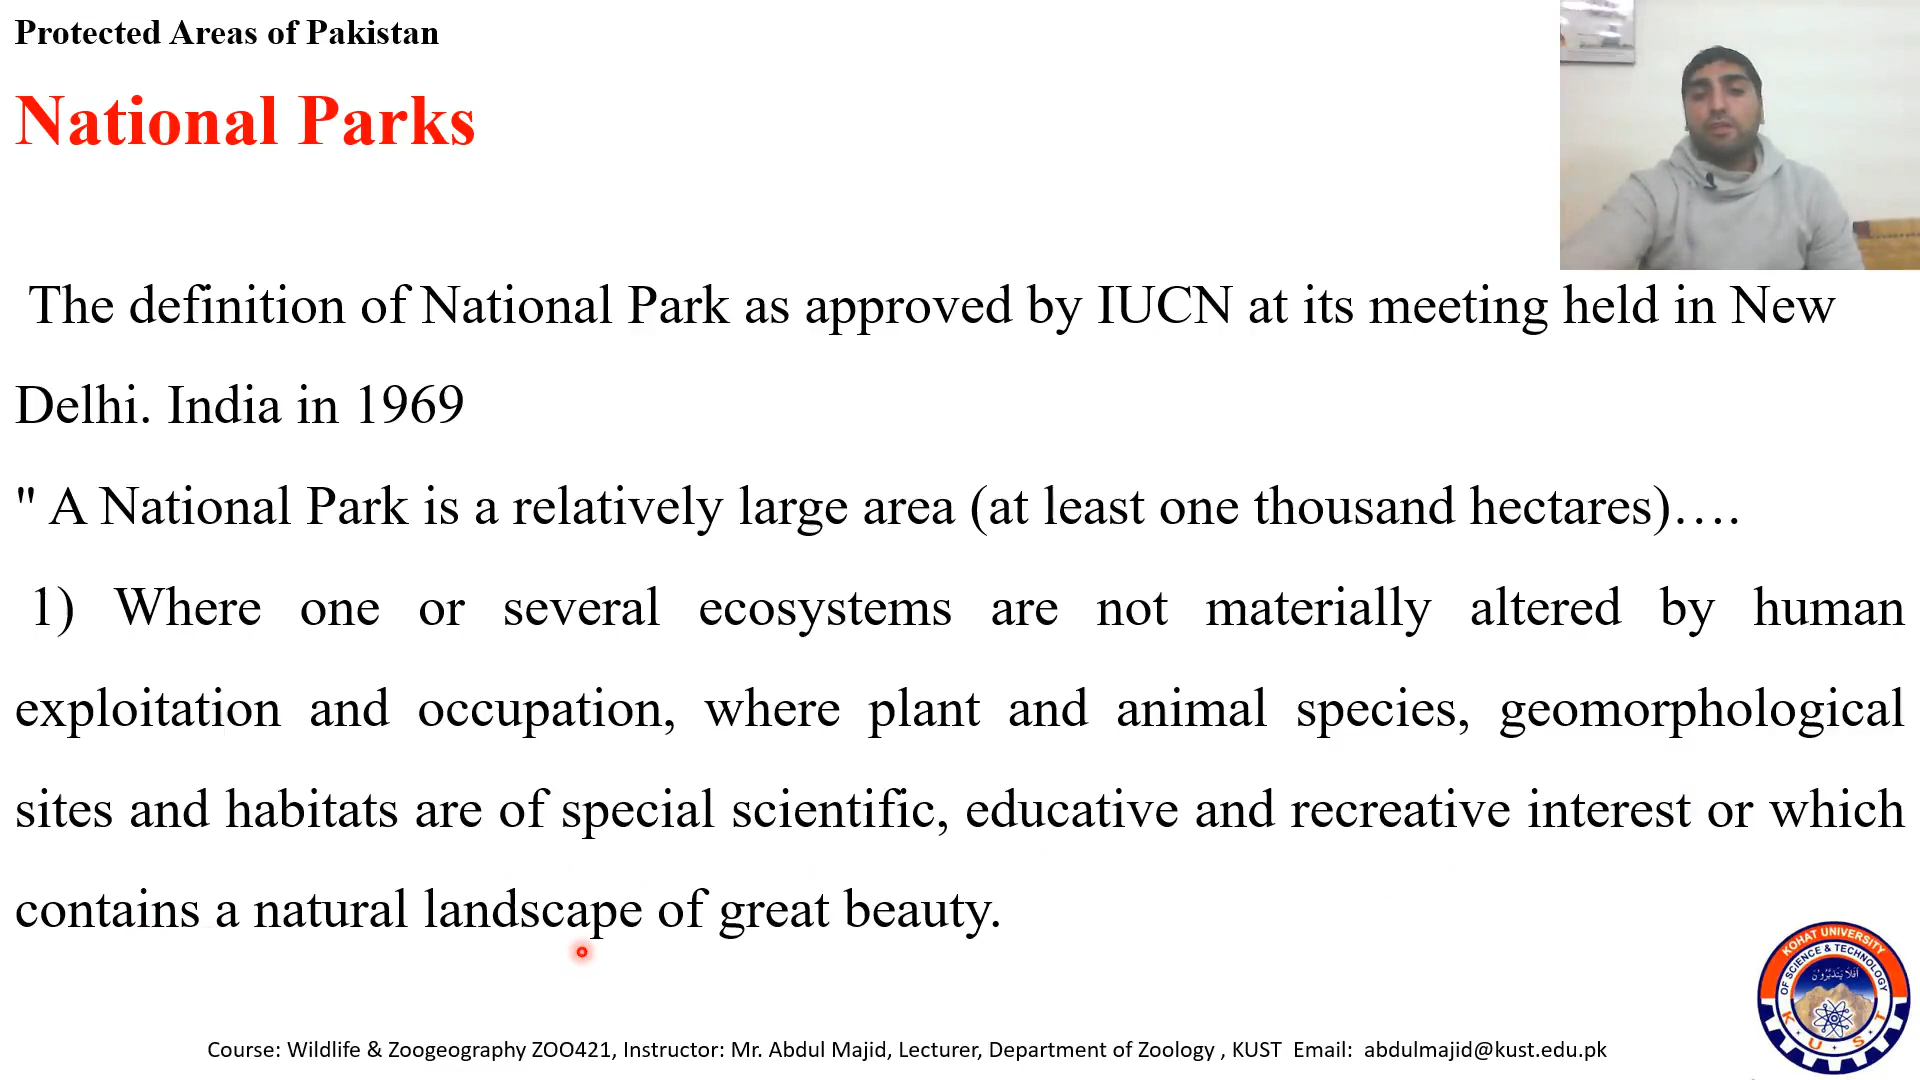 Protected Areas of Pakistan
National Parks
The definition of National Park as approved by IUCN at its meeting held in New
Delhi. India in 1969
" A National Park is a relatively large area (at least one thousand hectares)….
1) Where one or several ecosystems are not materially altered by human
exploitation and occupation, where plant and animal species, geomorphological
sites and habitats are of special scientific, educative and recreative interest or which
contains a natural landscape of great beauty.
KOHAT UNIVERSITY
OF SCIENCE & TECHNOLOGY
K U S T
Course: Wildlife & Zoogeography ZOO421, Instructor: Mr. Abdul Majid, Lecturer, Department of Zoology , KUST Email: abdulmajid@kust.edu.pk